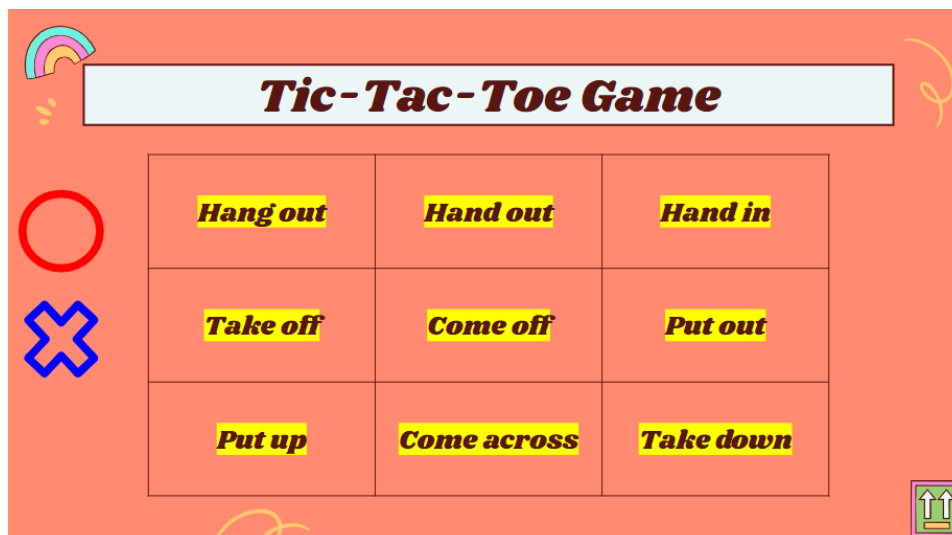 Tic-Tac-Toe Game
Hang out
Hand out
Hand in
Take off
Come off
Put out
Put up
Come across
Take down